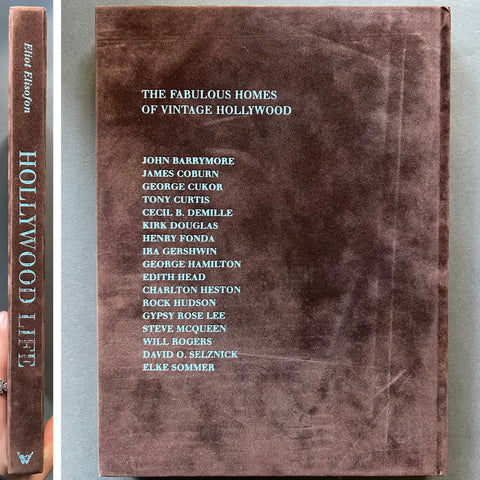 Eliot Elisofon
HOLLYWOOD LIFE
THE FABULOUS HOMES
OF VINTAGE HOLLYWOOD
JOHN BARRYMORE
JAMES COBURN
GEORGE CUKOR
TONY CURTIS
CECIL B. DEMILLE
KIRK DOUGLAS
HENRY FONDA
IRA GERSHWIN
GEORGE HAMILTON
EDITH HEAD
CHARLTON HESTON
ROCK HUDSON
GYPSY ROSE LEE
STEVE MCQUEEN
WILL ROGERS
DAVID O. SELZNICK
ELKE SOMMER